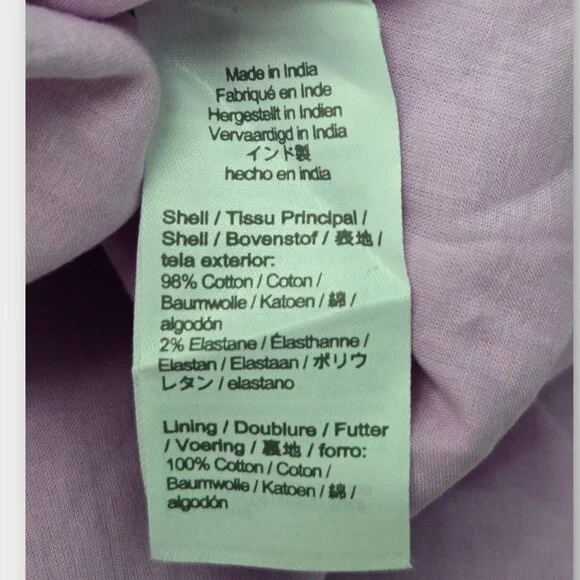 Made in India
Fabriqué en Inde
Hergestellt in Indien
Vervaardigd in India
インド製
hecho en india
Shell / Tissu Principal /
Shell / Bovenstof / 表地 /
tela exterior:
98% Cotton / Coton /
Baumwolle / Katoen / 綿 /
algodón
2% Elastane / Élasthanne /
Elastan / Elastaan / ポリウ
レタン / elastano
Lining / Doublure / Futter
/ Voering / 裏地 / forro:
100% Cotton / Coton /
Baumwolle / Katoen / 綿 /
algodón